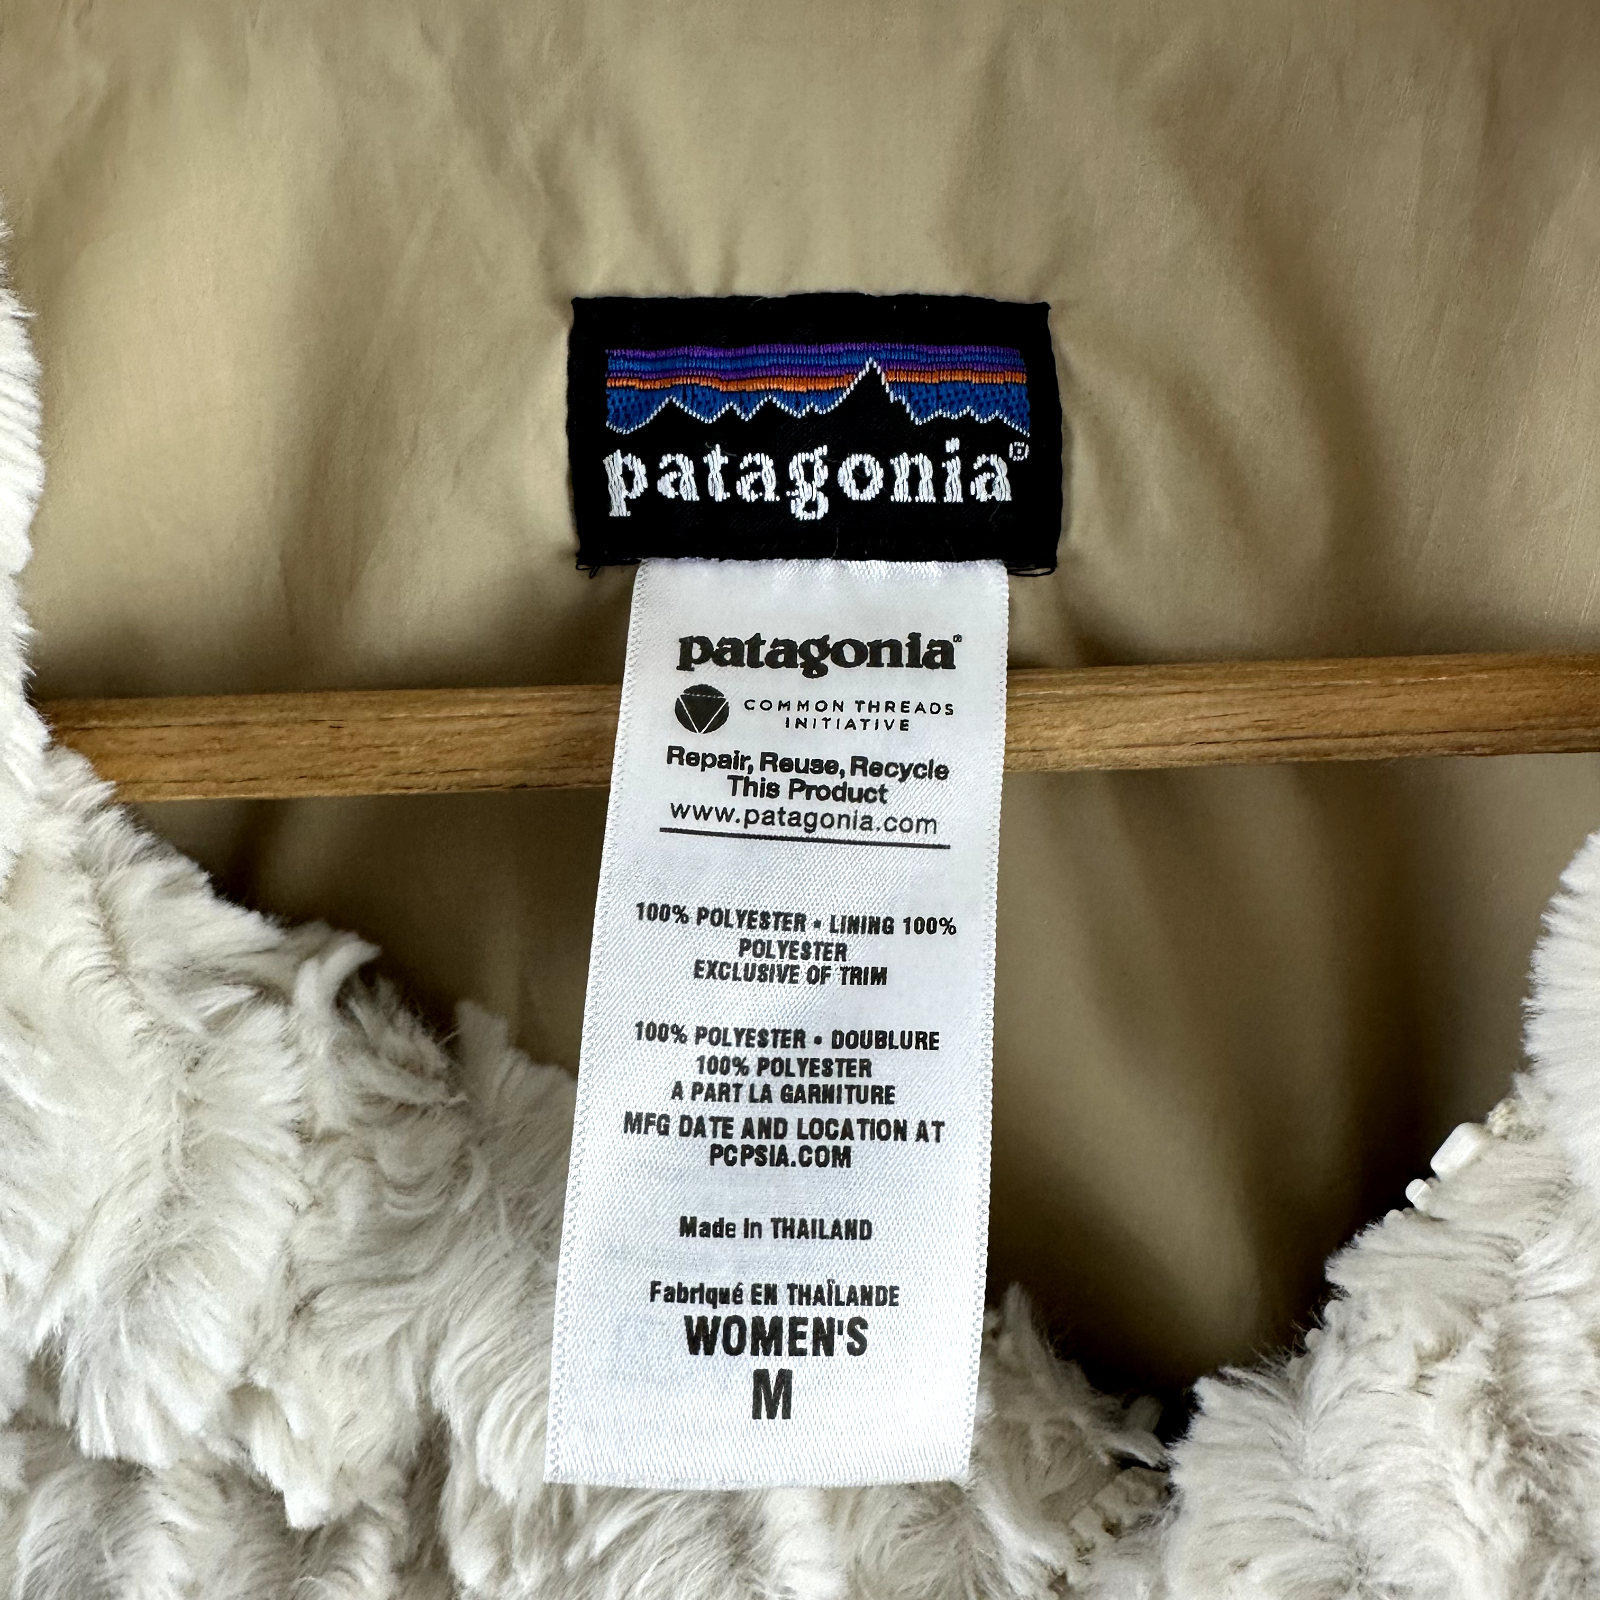 patagonia®
patagonia®
COMMON THREADS
INITIATIVE
Repair, Reuse, Recycle
This Product
www.patagonia.com
100% POLYESTER • LINING 100%
POLYESTER
EXCLUSIVE OF TRIM
100% POLYESTER • DOUBLURE
100% POLYESTER
A PART LA GARNITURE
MFG DATE AND LOCATION AT
PCPSIA.COM
Made in THAILAND
Fabriqué EN THAÏLANDE
WOMEN'S
M